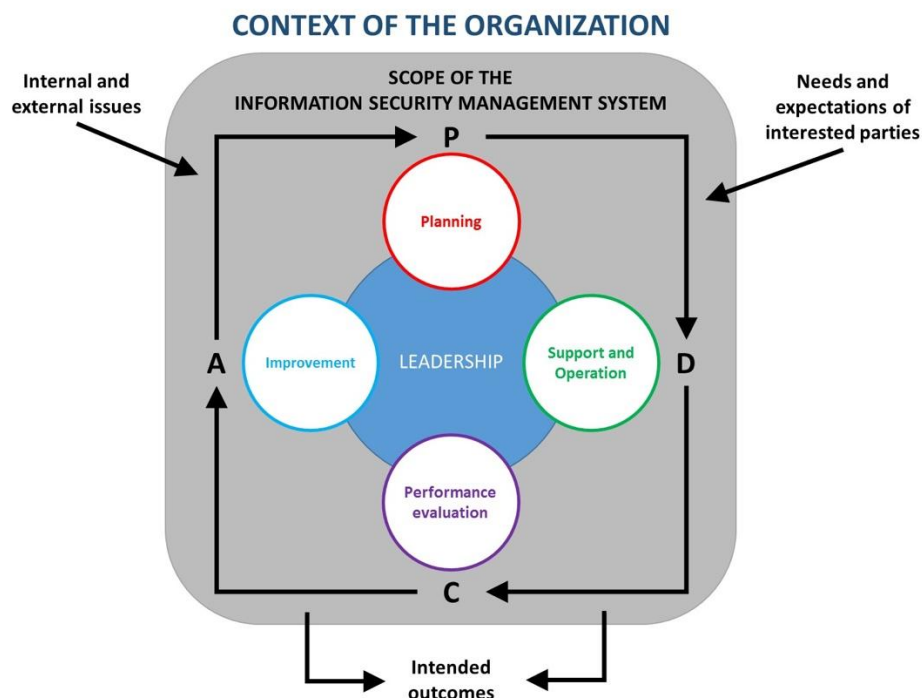 CONTEXT OF THE ORGANIZATION
Internal and
external issues
SCOPE OF THE
INFORMATION SECURITY MANAGEMENT SYSTEM
Needs and
expectations of
interested parties
P
Planning
A
Improvement
LEADERSHIP
Support and
Operation
D
Performance
evaluation
C
Intended
outcomes